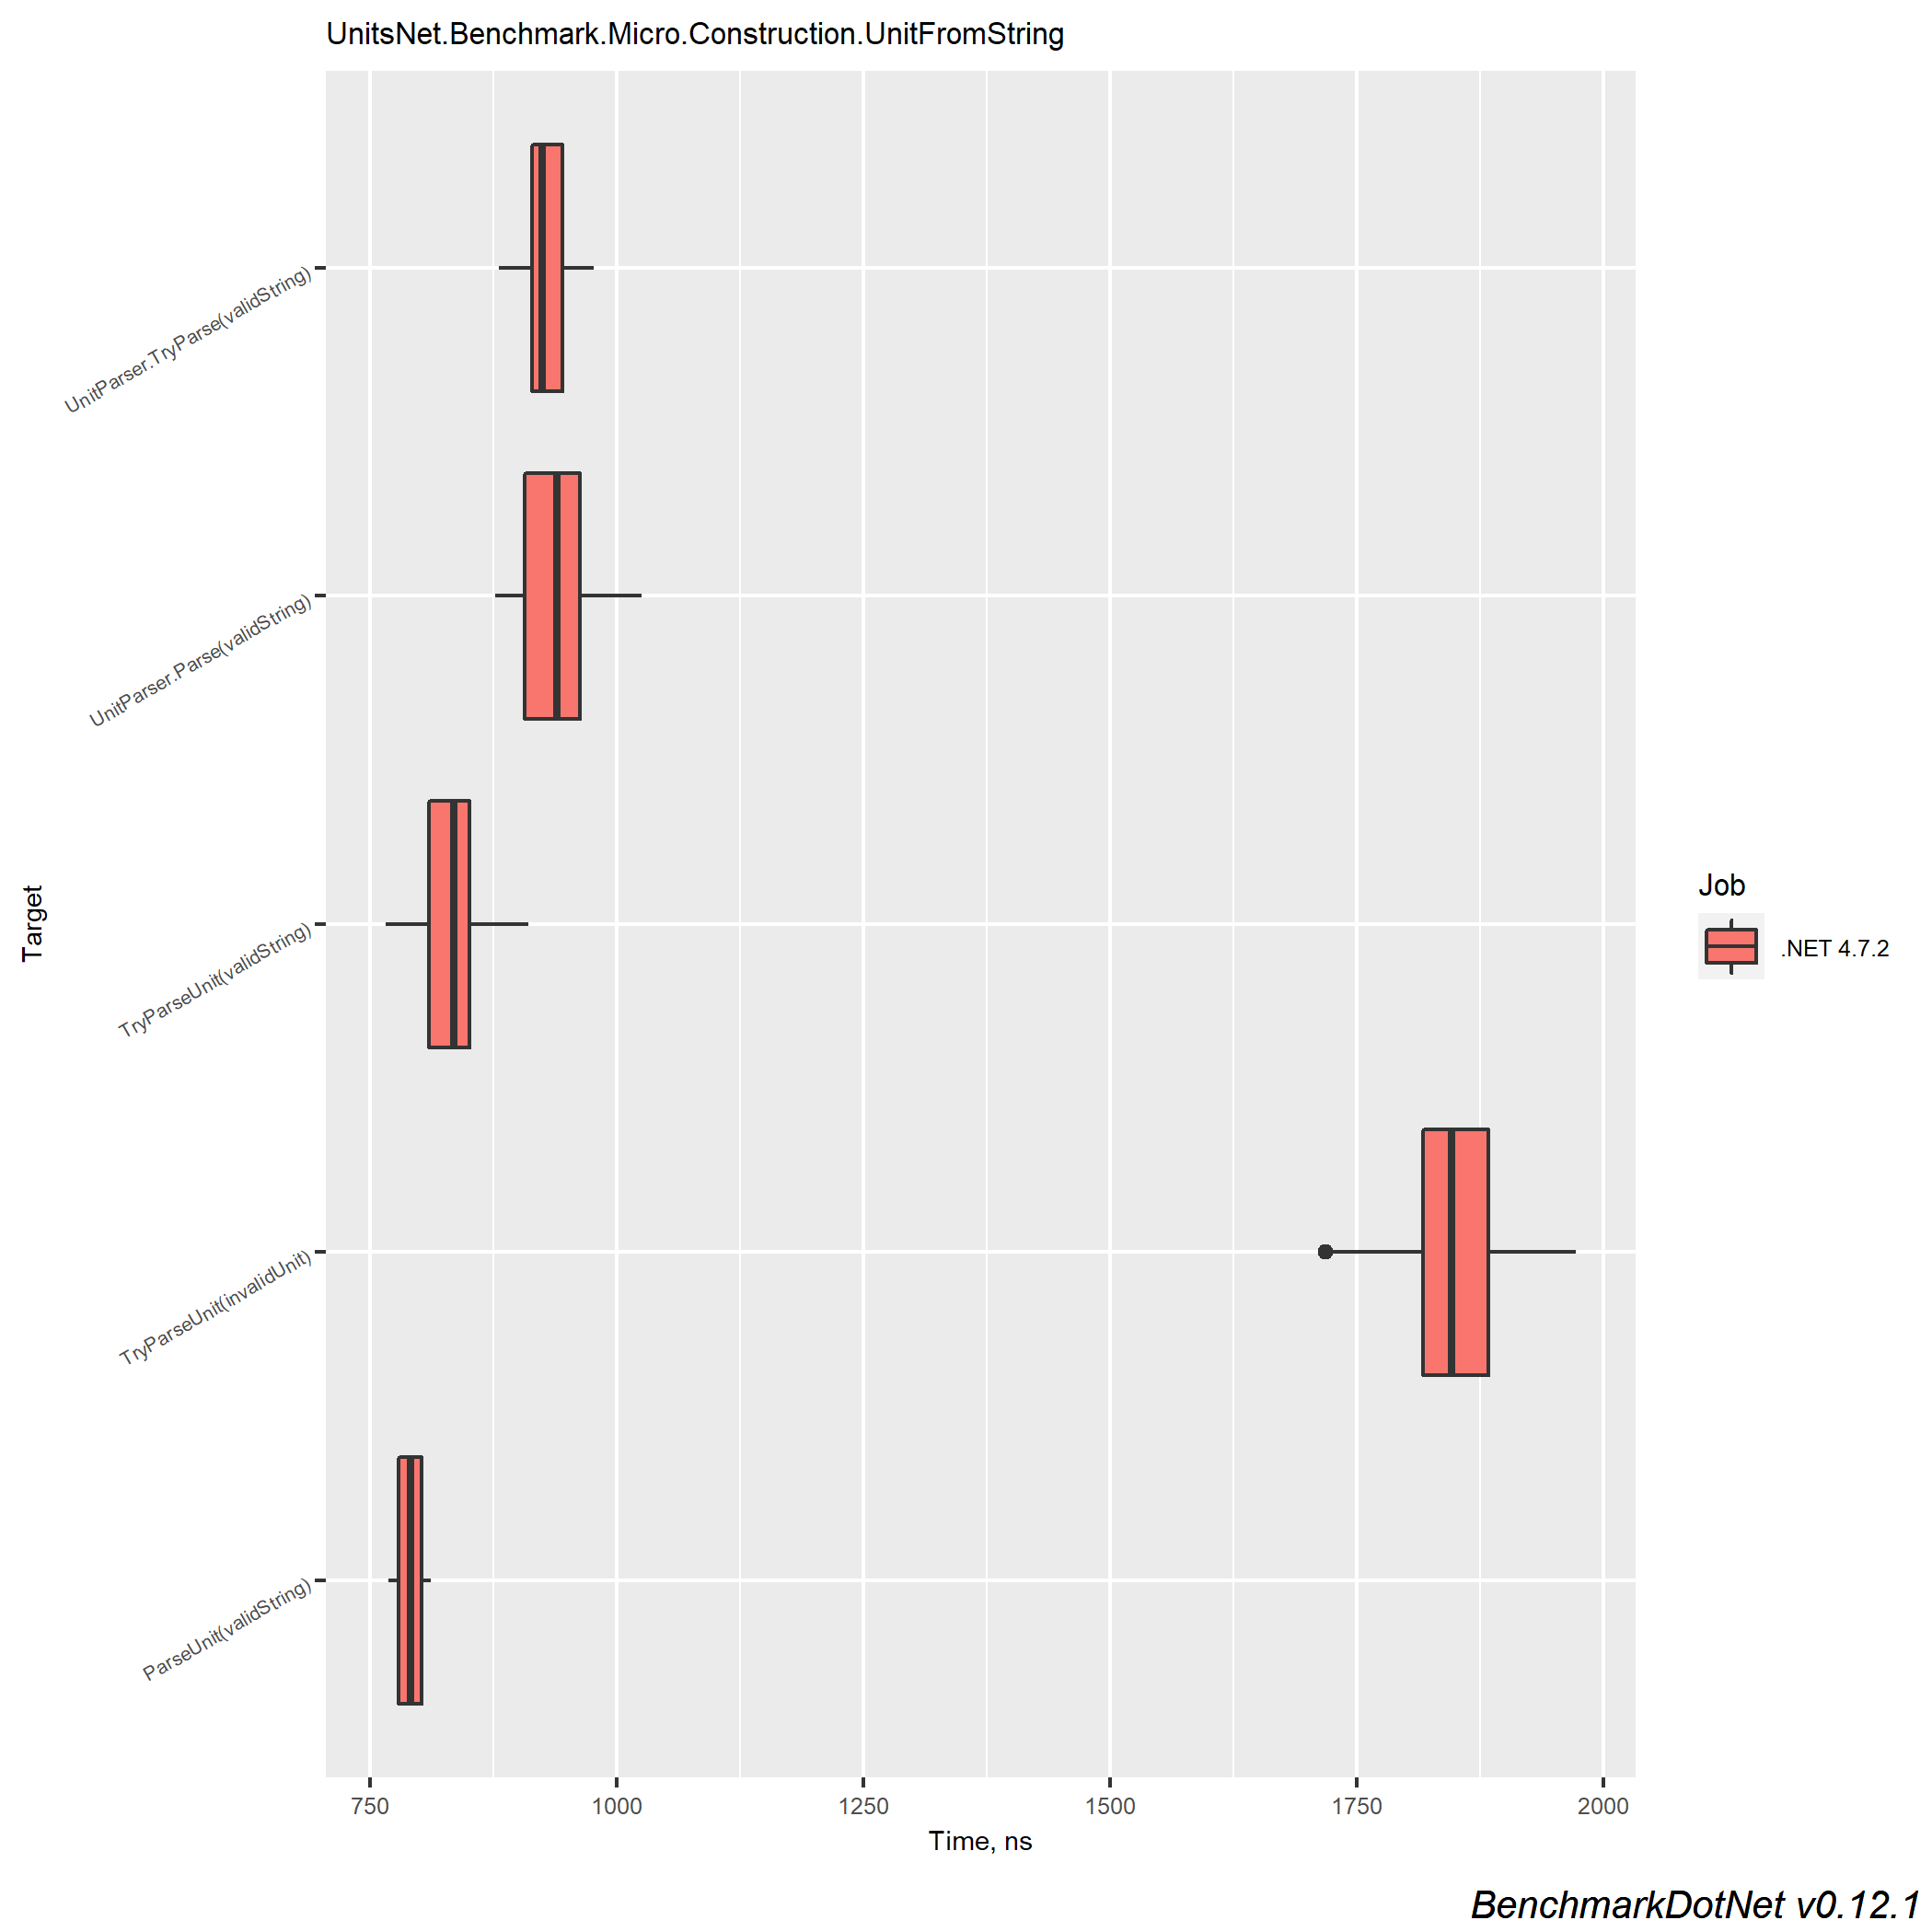 UnitsNet.Benchmark.Micro.Construction.UnitFromString
UnitParser.TryParse(validString)
UnitParser.Parse(validString)
TryParseUnit(validString)
TryParseUnit(invalidUnit)
ParseUnit(validString)
Target
750 1000 1250 1500 1750 2000
Time, ns
Job
.NET 4.7.2
BenchmarkDotNet v0.12.1